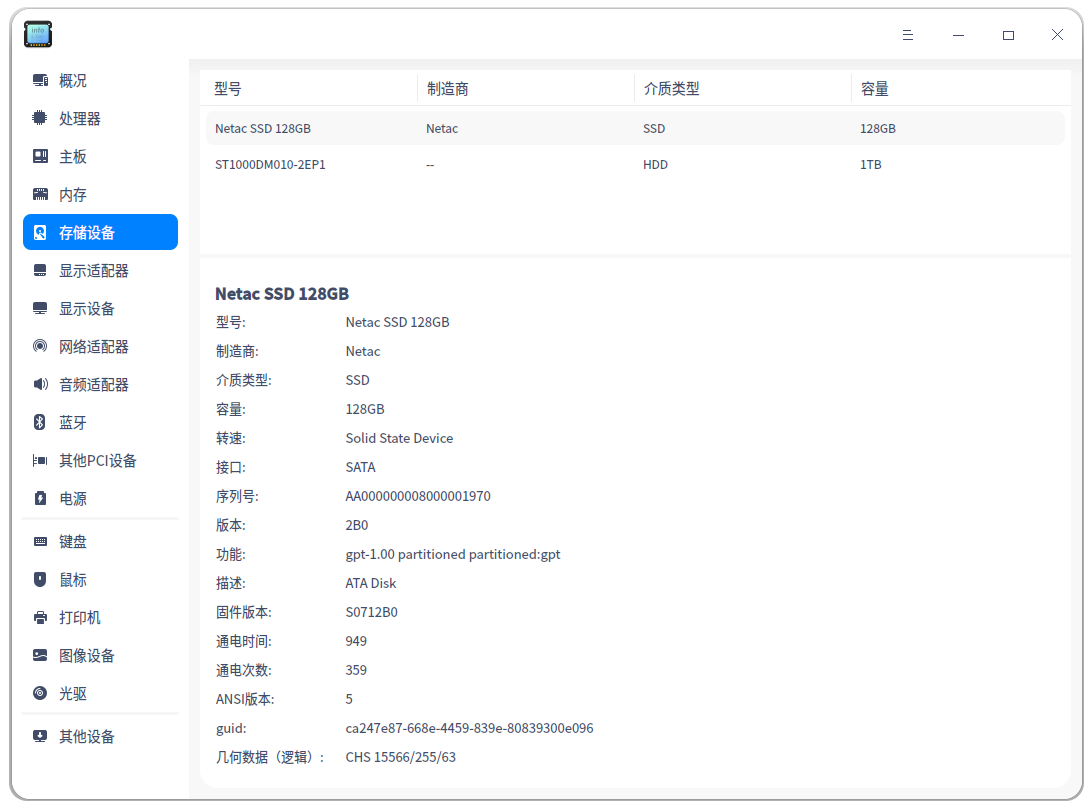 info
概况
处理器
主板
内存
存储设备
显示适配器
显示设备
网络适配器
音频适配器
蓝牙
其他PCI设备
电源
键盘
鼠标
打印机
图像设备
光驱
其他设备
型号 制造商 介质类型 容量
Netac SSD 128GB Netac SSD 128GB
ST1000DM010-2EP1 -- HDD 1TB
Netac SSD 128GB
型号: Netac SSD 128GB
制造商: Netac
介质类型: SSD
容量: 128GB
转速: Solid State Device
接口: SATA
序列号: AA000000008000001970
版本: 2B0
功能: gpt-1.00 partitioned partitioned:gpt
描述: ATA Disk
固件版本: S0712B0
通电时间: 949
通电次数: 359
ANSI版本: 5
guid: ca247e87-668e-4459-839e-80839300e096
几何数据（逻辑）: CHS 15566/255/63